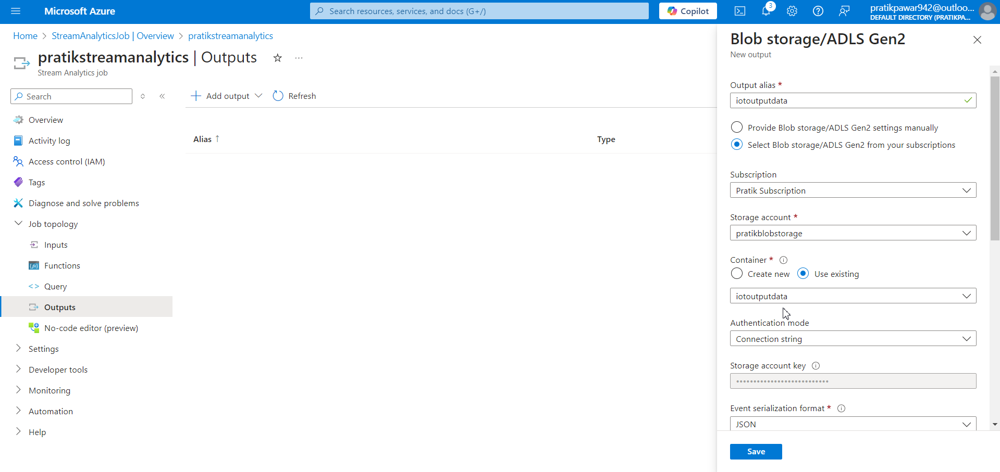 Microsoft Azure
Search resources, services, and docs (G+/)
Copilot
3
pratikpawar942@outloo...
DEFAULT DIRECTORY (PRATIKPA...
Home > StreamAnalyticsJob | Overview > pratikstreamanalytics
pratikstreamanalytics | Outputs
...
Stream Analytics job
Search
Add output
Refresh
Overview
Activity log
Access control (IAM)
Tags
Diagnose and solve problems
Job topology
Inputs
Functions
Query
Outputs
No-code editor (preview)
Settings
Developer tools
Monitoring
Automation
Help
Alias ↑
Type
Blob storage/ADLS Gen2
New output
Output alias *
iotoutputdata
Provide Blob storage/ADLS Gen2 settings manually
Select Blob storage/ADLS Gen2 from your subscriptions
Subscription
Pratik Subscription
Storage account *
pratikblobstorage
Container *
Create new
Use existing
iotoutputdata
Authentication mode
Connection string
Storage account key
•••••••••••••••••••••••••••
Event serialization format *
JSON
Save